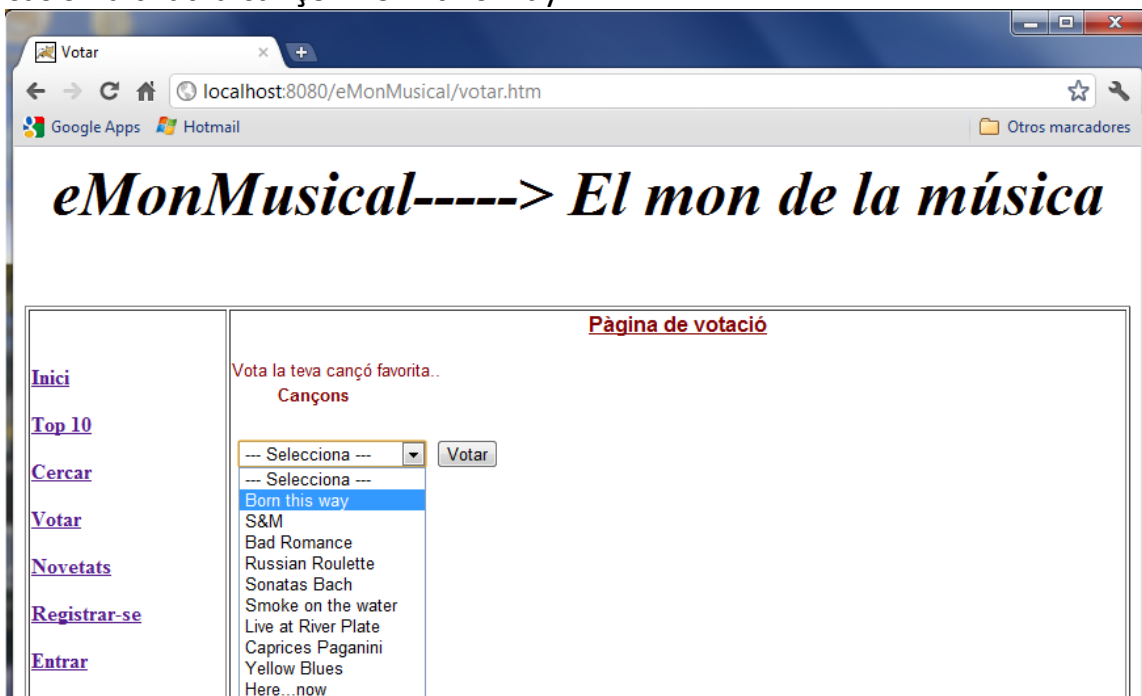 Votar
localhost:8080/eMonMusical/votar.htm
Google Apps Hotmail Otros marcadores
eMonMusical-----> El mon de la música
Pàgina de votació
Vota la teva cançó favorita..
Cançons
Inici
Top 10
Cercar
Votar
Novetats
Registrar-se
Entrar
--- Selecciona --- Votar
--- Selecciona ---
Born this way
S&M
Bad Romance
Russian Roulette
Sonatas Bach
Smoke on the water
Live at River Plate
Caprices Paganini
Yellow Blues
Here...now